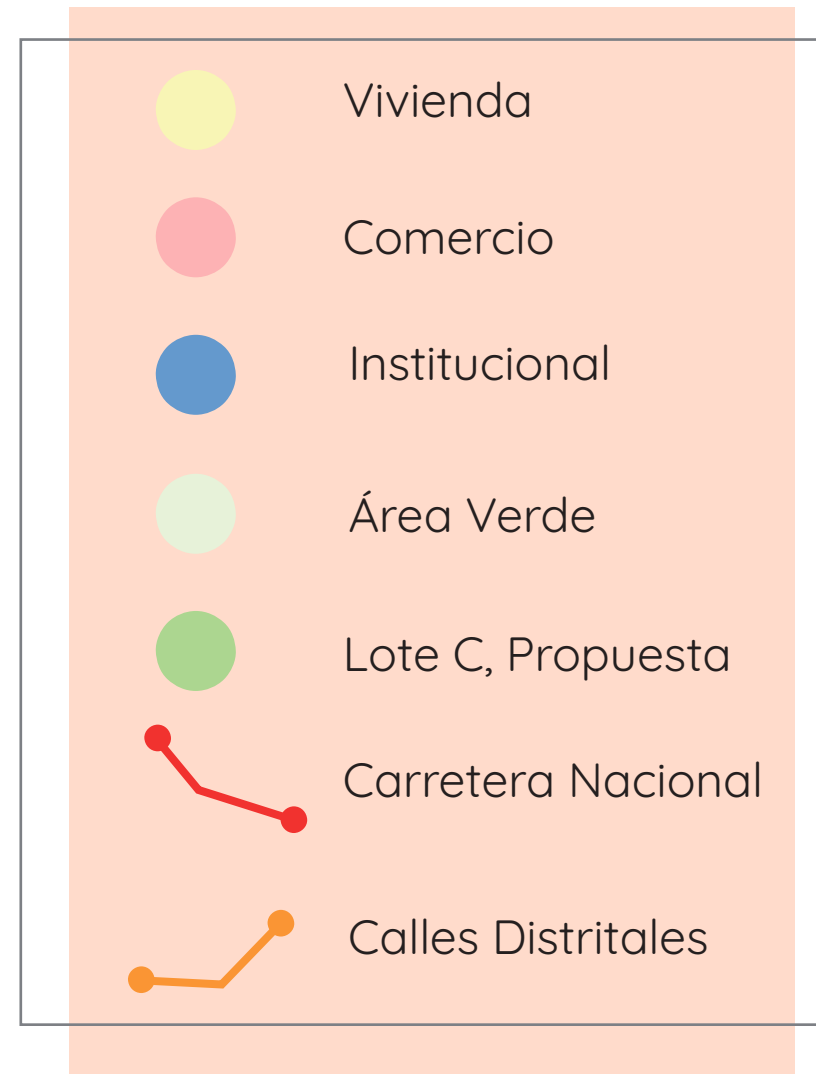 Vivienda
Comercio
Institucional
Área Verde
Lote C, Propuesta
Carretera Nacional
Calles Distritales